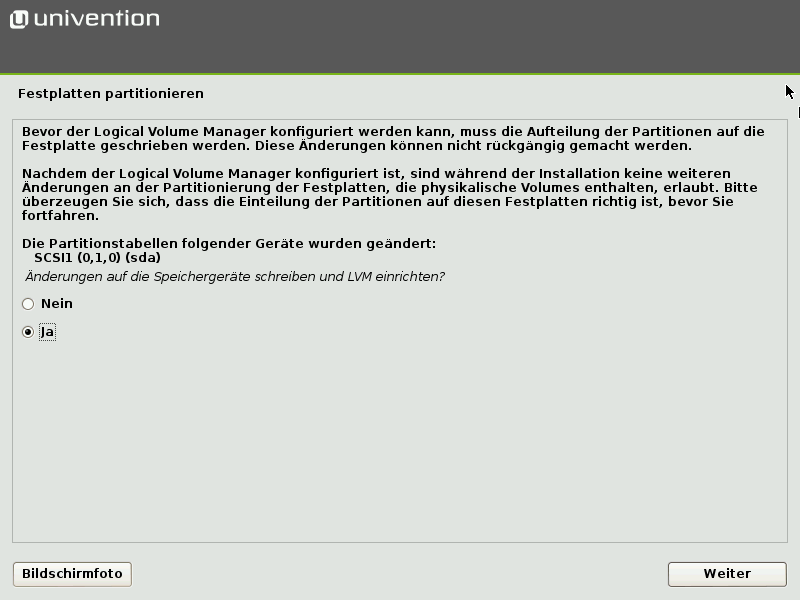 univention
Festplatten partitionieren
Bevor der Logical Volume Manager konfiguriert werden kann, muss die Aufteilung der Partitionen auf die
Festplatte geschrieben werden. Diese Änderungen können nicht rückgängig gemacht werden.
Nachdem der Logical Volume Manager konfiguriert ist, sind während der Installation keine weiteren
Änderungen an der Partitionierung der Festplatten, die physikalische Volumes enthalten, erlaubt. Bitte
überzeugen Sie sich, dass die Einteilung der Partitionen auf diesen Festplatten richtig ist, bevor Sie
fortfahren.
Die Partitionstabellen folgender Geräte wurden geändert:
SCSI1 (0,1,0) (sda)
Änderungen auf die Speichergeräte schreiben und LVM einrichten?
Nein
Ja
Bildschirmfoto
Weiter